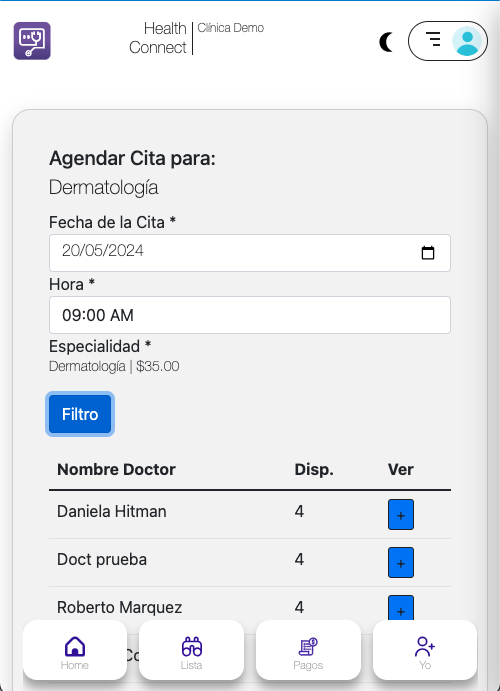 Health
Connect
Clínica Demo
Agendar Cita para:
Dermatología
Fecha de la Cita *
20/05/2024
Hora *
09:00 AM
Especialidad *
Dermatología | $35.00
Filtro
Nombre Doctor Disp. Ver
Daniela Hitman 4 +
Doct prueba 4 +
Roberto Marquez 4 +
Home Lista Pagos Yo